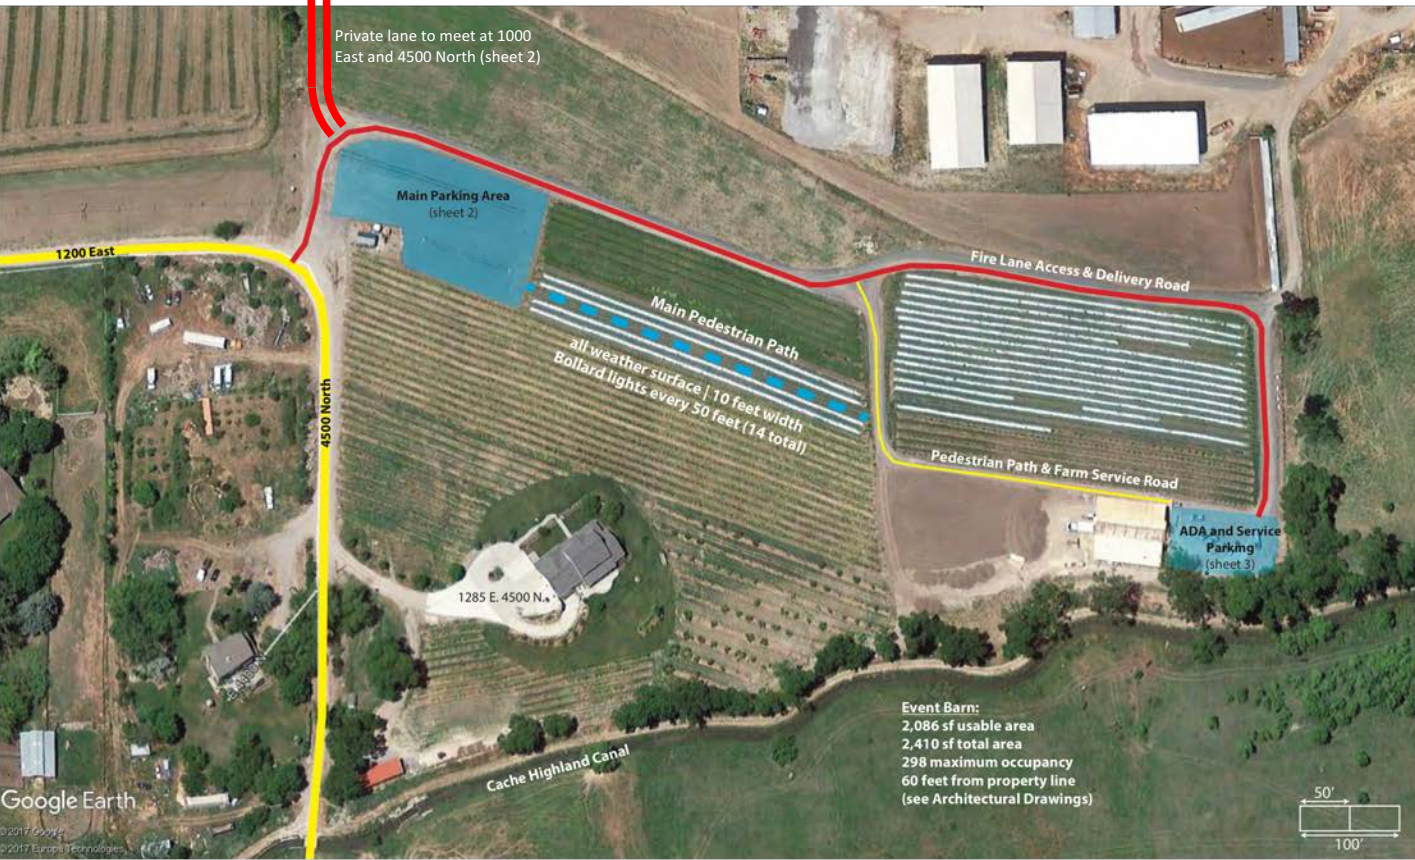 Private lane to meet at 1000
East and 4500 North (sheet 2)
Main Parking Area
(sheet 2)
1200 East
Fire Lane Access & Delivery Road
Main Pedestrian Path
all weather surface | 10 feet width
Bollard lights every 50 feet (14 total)
4500 North
Pedestrian Path & Farm Service Road
ADA and Service
Parking
(sheet 3)
1285 E. 4500 N.
Event Barn:
2,086 sf usable area
2,410 sf total area
298 maximum occupancy
60 feet from property line
(see Architectural Drawings)
Cache Highland Canal
Google Earth
©2017 Google
©2017 Europa Technologies
50'
100'